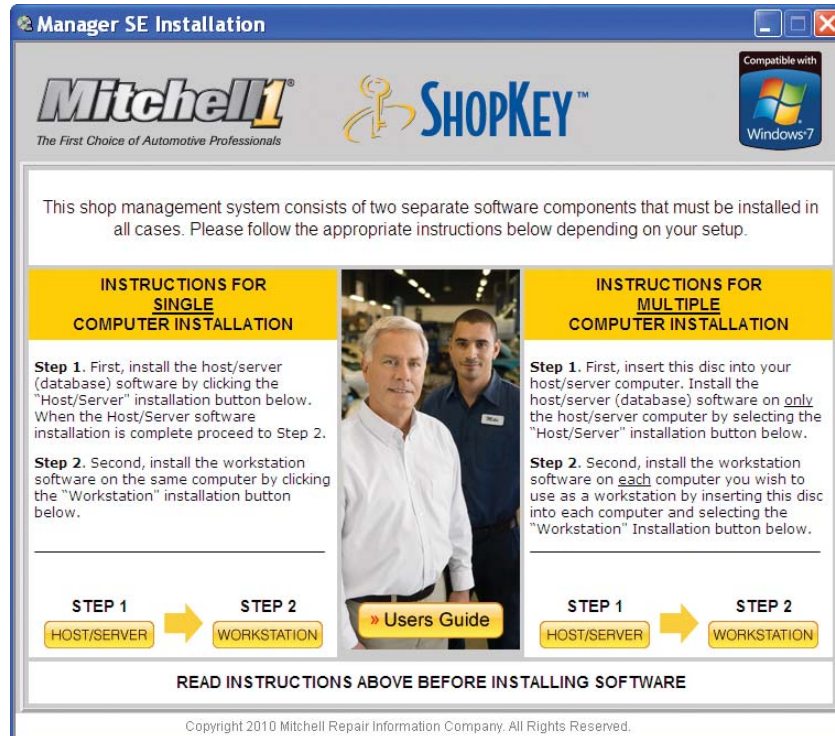 Manager SE Installation
Mitchell1®
The First Choice of Automotive Professionals
SHOPKEY™
Compatible with
Windows®7
This shop management system consists of two separate software components that must be installed in
all cases. Please follow the appropriate instructions below depending on your setup.
INSTRUCTIONS FOR
SINGLE
COMPUTER INSTALLATION
Step 1. First, install the host/server
(database) software by clicking the
"Host/Server" installation button below.
When the Host/Server software
installation is complete proceed to Step 2.
Step 2. Second, install the workstation
software on the same computer by clicking
the "Workstation" installation button
below.
STEP 1
STEP 2
HOST/SERVER
WORKSTATION
» Users Guide
INSTRUCTIONS FOR
MULTIPLE
COMPUTER INSTALLATION
Step 1. First, insert this disc into your
host/server computer. Install the
host/server (database) software on only
the host/server computer by selecting the
"Host/Server" installation button below.
Step 2. Second, install the workstation
software on each computer you wish to
use as a workstation by inserting this disc
into each computer and selecting the
"Workstation" Installation button below.
STEP 1
STEP 2
HOST/SERVER
WORKSTATION
READ INSTRUCTIONS ABOVE BEFORE INSTALLING SOFTWARE
Copyright 2010 Mitchell Repair Information Company. All Rights Reserved.